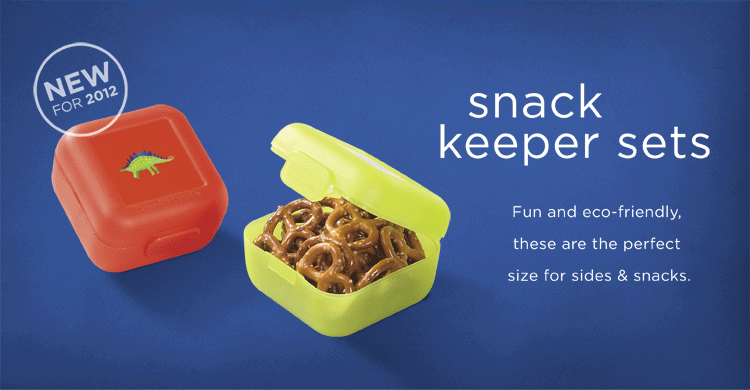 NEW
FOR 2012
snack
keeper sets
Fun and eco-friendly,
these are the perfect
size for sides & snacks.